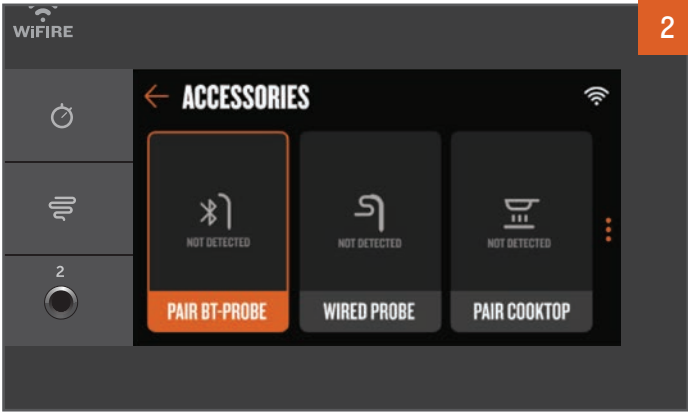 WiFIRE
2
ACCESSORIES
NOT DETECTED
NOT DETECTED
NOT DETECTED
2
PAIR BT-PROBE
WIRED PROBE
PAIR COOKTOP